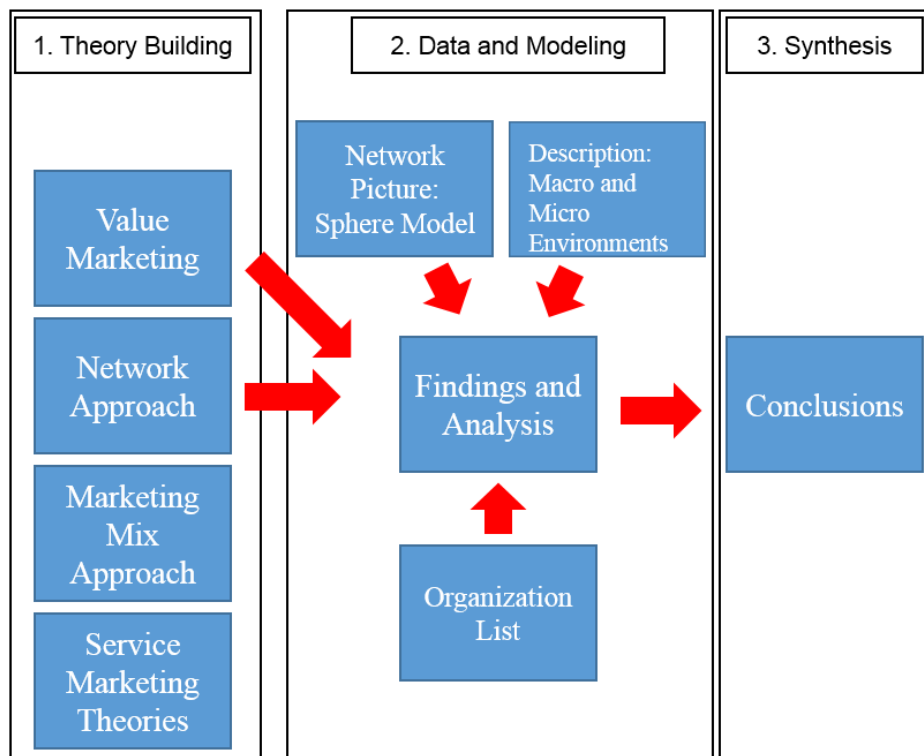 1. Theory Building
Value
Marketing
Network
Approach
Marketing
Mix
Approach
Service
Marketing
Theories
2. Data and Modeling
Network
Picture:
Sphere Model
Description:
Macro and
Micro
Environments
Findings and
Analysis
Organization
List
3. Synthesis
Conclusions